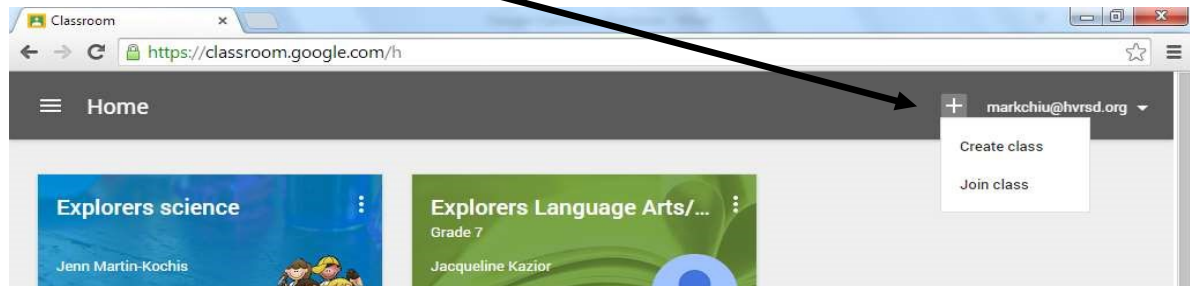 Classroom
https://classroom.google.com/h
Home
markchiu@hvrsd.org
Create class
Join class
Explorers science
Jenn Martin-Kochis
Explorers Language Arts/...
Grade 7
Jacqueline Kazior